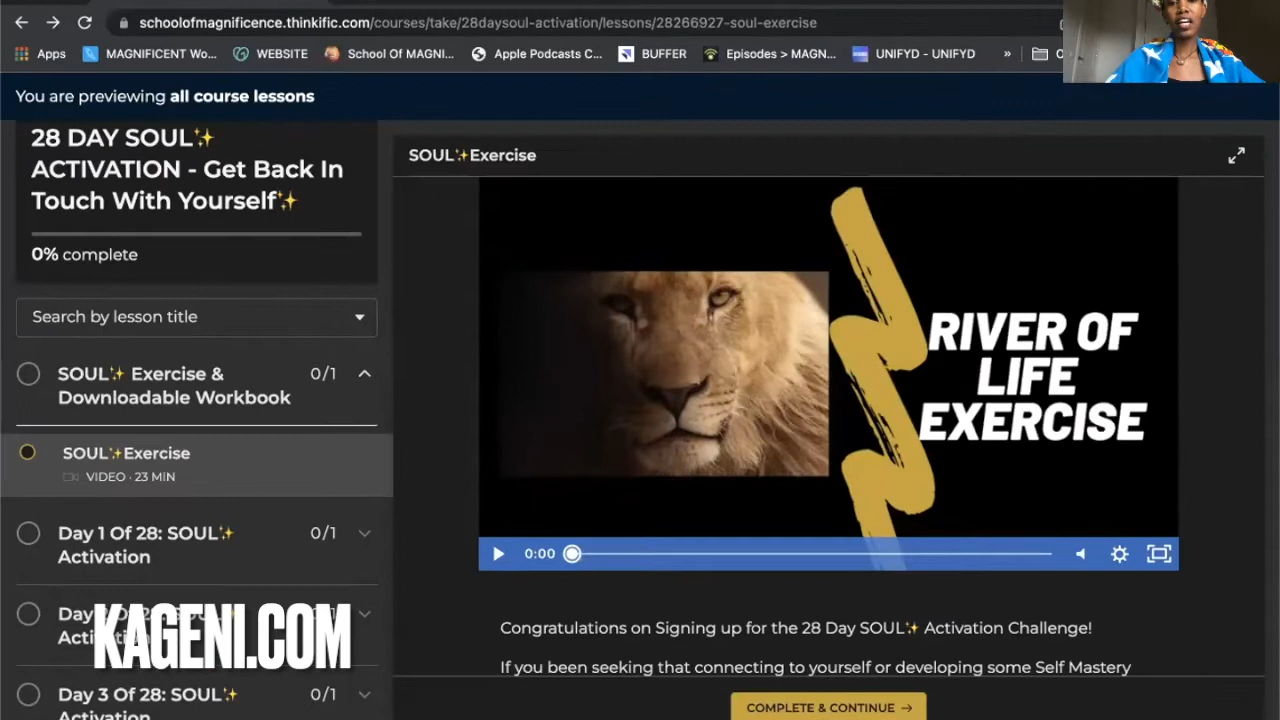 schoolofmagnificence.thinkific.com/courses/take/28daysoul-activation/lessons/28266927-soul-exercise
Apps MAGNIFICENT Wo... WEBSITE School Of MAGNI... Apple Podcasts C... BUFFER Episodes > MAGN... UNIFYD - UNIFYD »
You are previewing all course lessons
28 DAY SOUL✨
ACTIVATION - Get Back In
Touch With Yourself✨
0% complete
Search by lesson title
SOUL✨ Exercise & 0/1
Downloadable Workbook
SOUL✨Exercise
VIDEO · 23 MIN
Day 1 Of 28: SOUL✨ 0/1
Activation
KAGENI.COM
Day 3 Of 28: SOUL✨ 0/1
Activation
SOUL✨Exercise
RIVER OF
LIFE
EXERCISE
0:00
Congratulations on Signing up for the 28 Day SOUL✨ Activation Challenge!
If you been seeking that connecting to yourself or developing some Self Mastery
COMPLETE & CONTINUE →